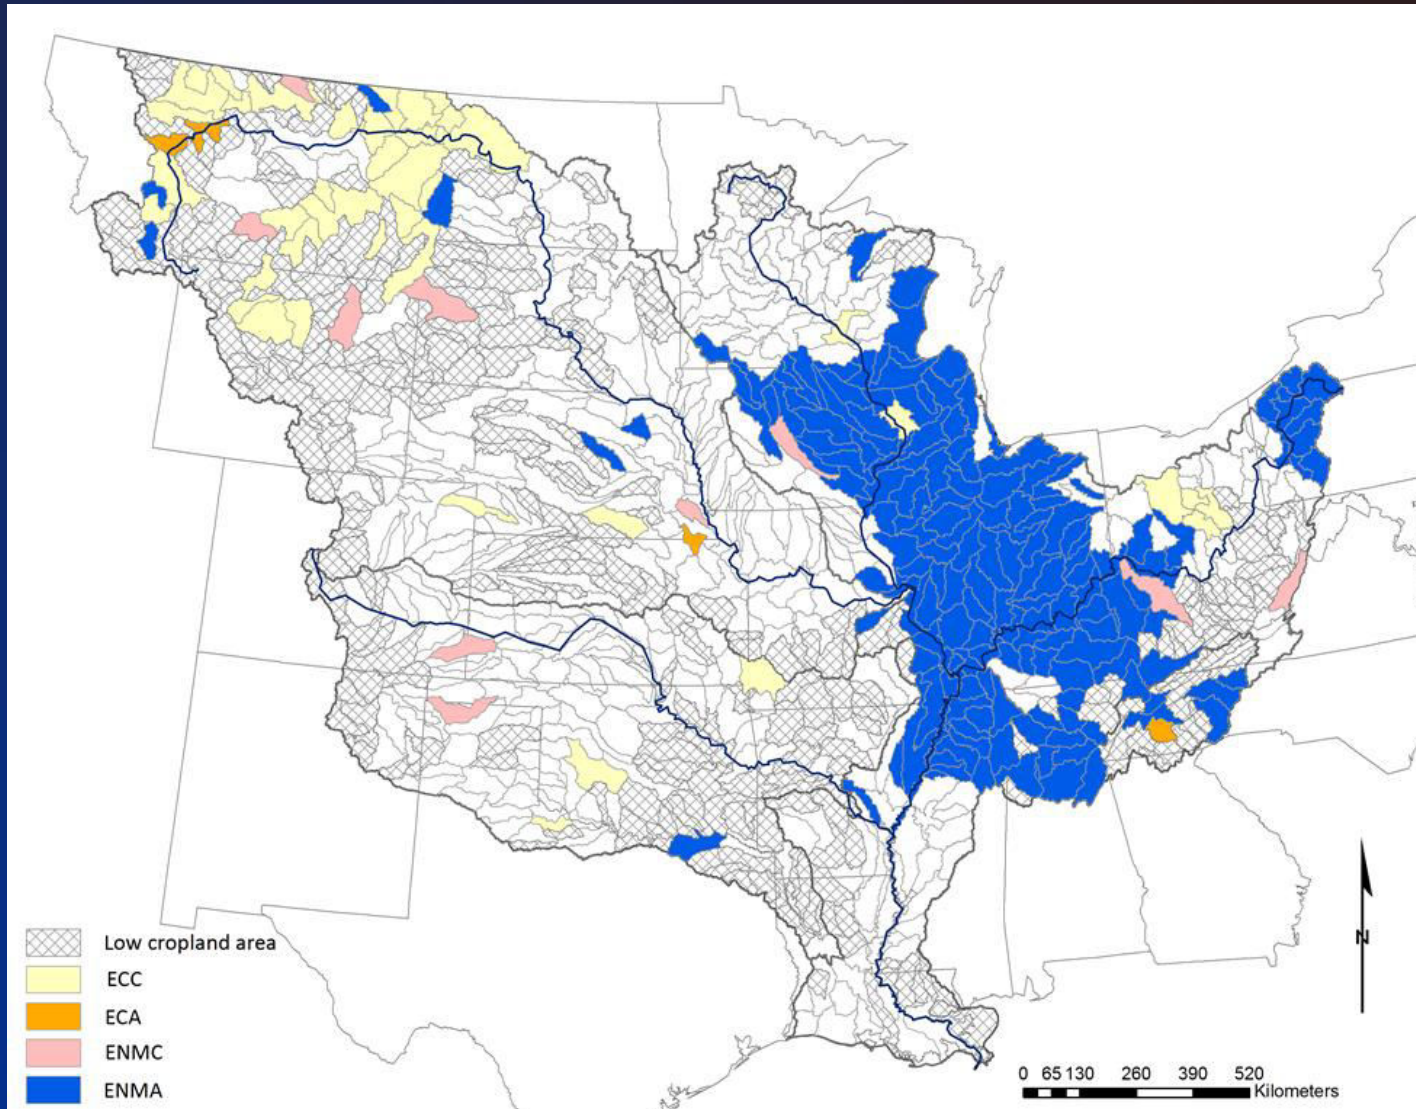 Low cropland area
ECC
ECA
ENMC
ENMA
N
0 65 130 260 390 520
Kilometers